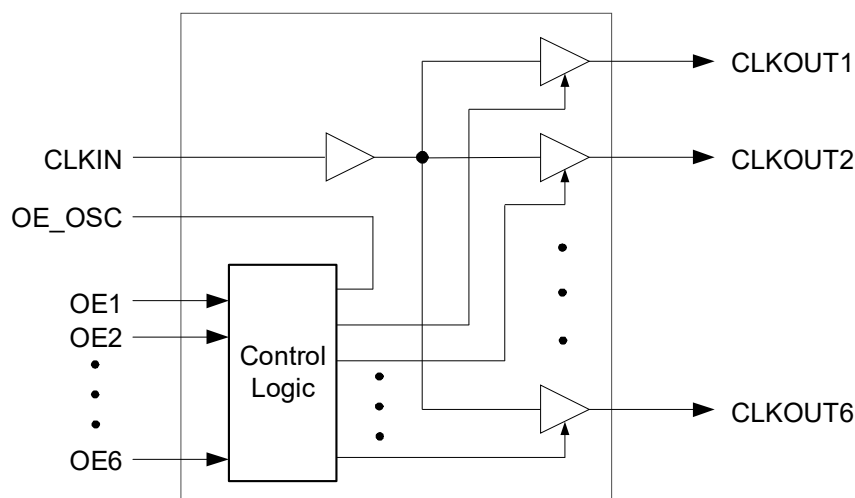 CLKOUT1
CLKIN
CLKOUT2
OE_OSC
OE1
OE2
Control
Logic
CLKOUT6
OE6